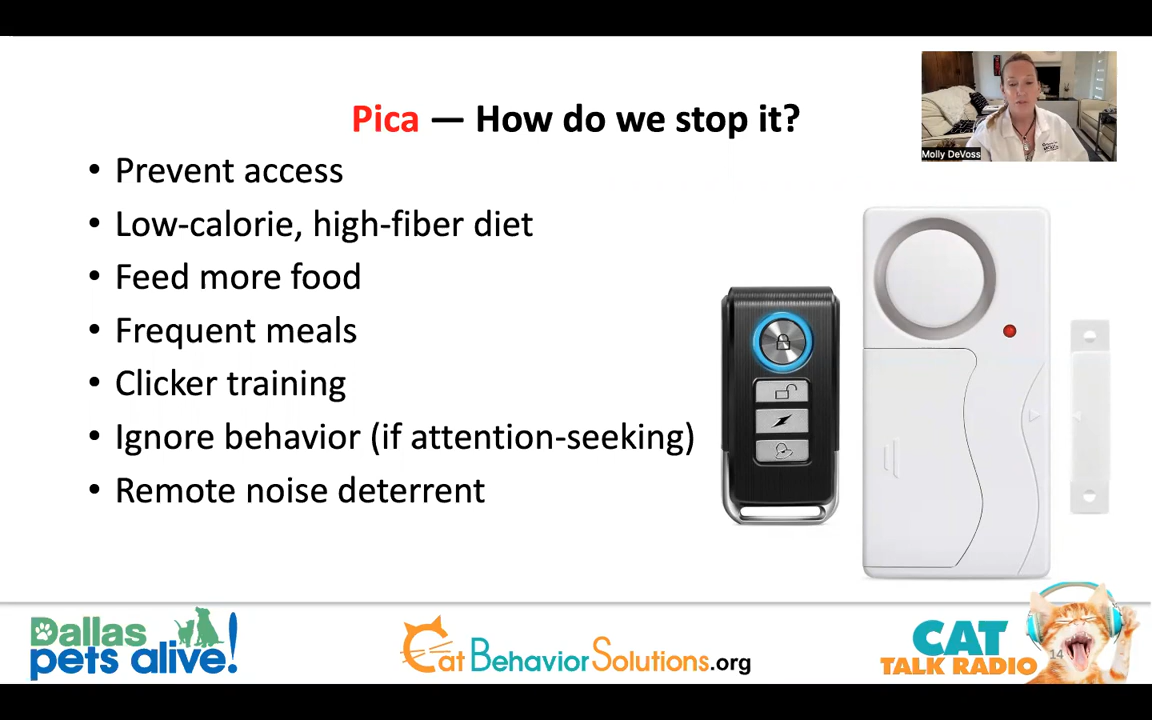 Pica — How do we stop it?
Molly DeVoss
• Prevent access
• Low-calorie, high-fiber diet
• Feed more food
• Frequent meals
• Clicker training
• Ignore behavior (if attention-seeking)
• Remote noise deterrent
Dallas
pets alive!
Cat BehaviorSolutions.org
CAT
TALK RADIO
14